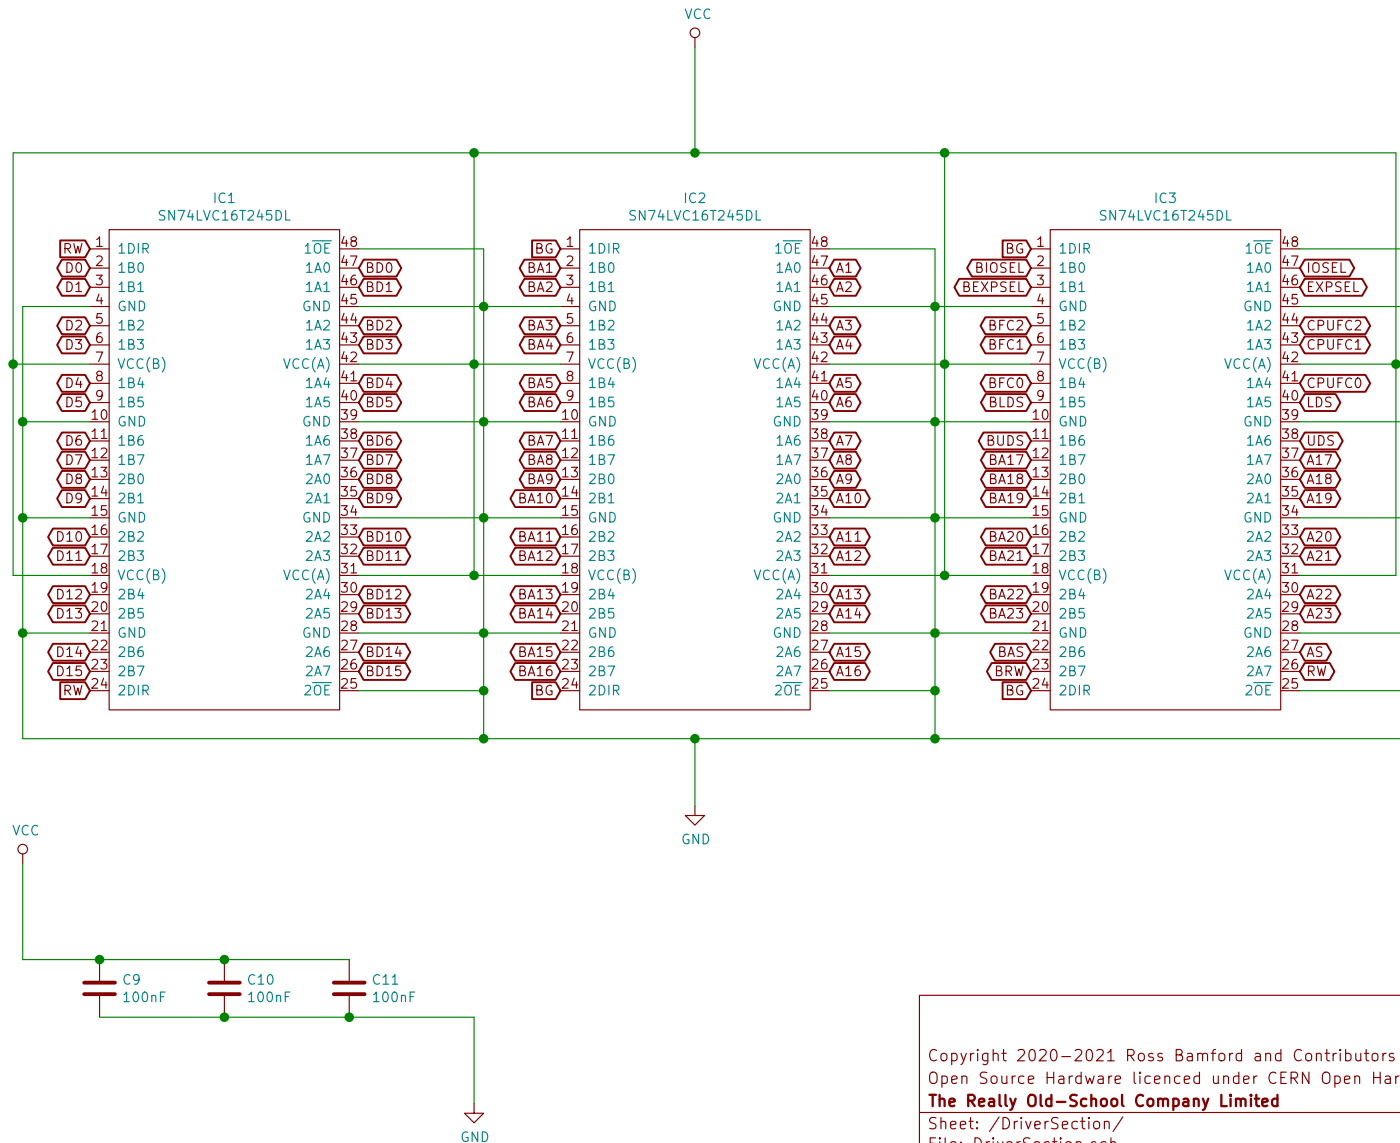 VCC
IC1 IC2 IC3
SN74LVC16T245DL SN74LVC16T245DL SN74LVC16T245DL
RW 1 1DIR 1OE 48 BG 1 1DIR 1OE 48 BG 1 1DIR 1OE 48
D0 2 1B0 1A0 47 BD0 BA1 2 1B0 1A0 47 A1 BIOSEL 2 1B0 1A0 47 IOSEL
D1 3 1B1 1A1 46 BD1 BA2 3 1B1 1A1 46 A2 BEXPSEL 3 1B1 1A1 46 EXPSEL
4 GND GND 45 4 GND GND 45 4 GND GND 45
D2 5 1B2 1A2 44 BD2 BA3 5 1B2 1A2 44 A3 BFC2 5 1B2 1A2 44 CPUFC2
D3 6 1B3 1A3 43 BD3 BA4 6 1B3 1A3 43 A4 BFC1 6 1B3 1A3 43 CPUFC1
7 VCC(B) VCC(A) 42 7 VCC(B) VCC(A) 42 7 VCC(B) VCC(A) 42
D4 8 1B4 1A4 41 BD4 BA5 8 1B4 1A4 41 A5 BFC0 8 1B4 1A4 41 CPUFC0
D5 9 1B5 1A5 40 BD5 BA6 9 1B5 1A5 40 A6 BLDS 9 1B5 1A5 40 LDS
10 GND GND 39 10 GND GND 39 10 GND GND 39
D6 11 1B6 1A6 38 BD6 BA7 11 1B6 1A6 38 A7 BUDS 11 1B6 1A6 38 UDS
D7 12 1B7 1A7 37 BD7 BA8 12 1B7 1A7 37 A8 BA17 12 1B7 1A7 37 A17
D8 13 2B0 2A0 36 BD8 BA9 13 2B0 2A0 36 A9 BA18 13 2B0 2A0 36 A18
D9 14 2B1 2A1 35 BD9 BA10 14 2B1 2A1 35 A10 BA19 14 2B1 2A1 35 A19
15 GND GND 34 15 GND GND 34 15 GND GND 34
D10 16 2B2 2A2 33 BD10 BA11 16 2B2 2A2 33 A11 BA20 16 2B2 2A2 33 A20
D11 17 2B3 2A3 32 BD11 BA12 17 2B3 2A3 32 A12 BA21 17 2B3 2A3 32 A21
18 VCC(B) VCC(A) 31 18 VCC(B) VCC(A) 31 18 VCC(B) VCC(A) 31
D12 19 2B4 2A4 30 BD12 BA13 19 2B4 2A4 30 A13 BA22 19 2B4 2A4 30 A22
D13 20 2B5 2A5 29 BD13 BA14 20 2B5 2A5 29 A14 BA23 20 2B5 2A5 29 A23
21 GND GND 28 21 GND GND 28 21 GND GND 28
D14 22 2B6 2A6 27 BD14 BA15 22 2B6 2A6 27 A15 BAS 22 2B6 2A6 27 AS
D15 23 2B7 2A7 26 BD15 BA16 23 2B7 2A7 26 A16 BRW 23 2B7 2A7 26 RW
RW 24 2DIR 2OE 25 BG 24 2DIR 2OE 25 BG 24 2DIR 2OE 25
GND
VCC
C9 C10 C11
100nF 100nF 100nF
GND
Copyright 2020-2021 Ross Bamford and Contributors
Open Source Hardware licenced under CERN Open Har
The Really Old-School Company Limited
Sheet: /DriverSection/
File: DriverSection.sch